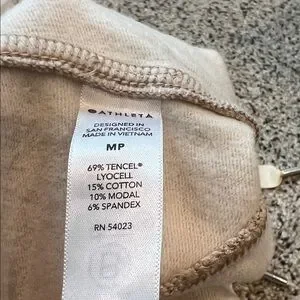 ATHLETA
DESIGNED IN
SAN FRANCISCO
MADE IN VIETNAM
MP
69% TENCEL®
LYOCELL
15% COTTON
10% MODAL
6% SPANDEX
RN 54023